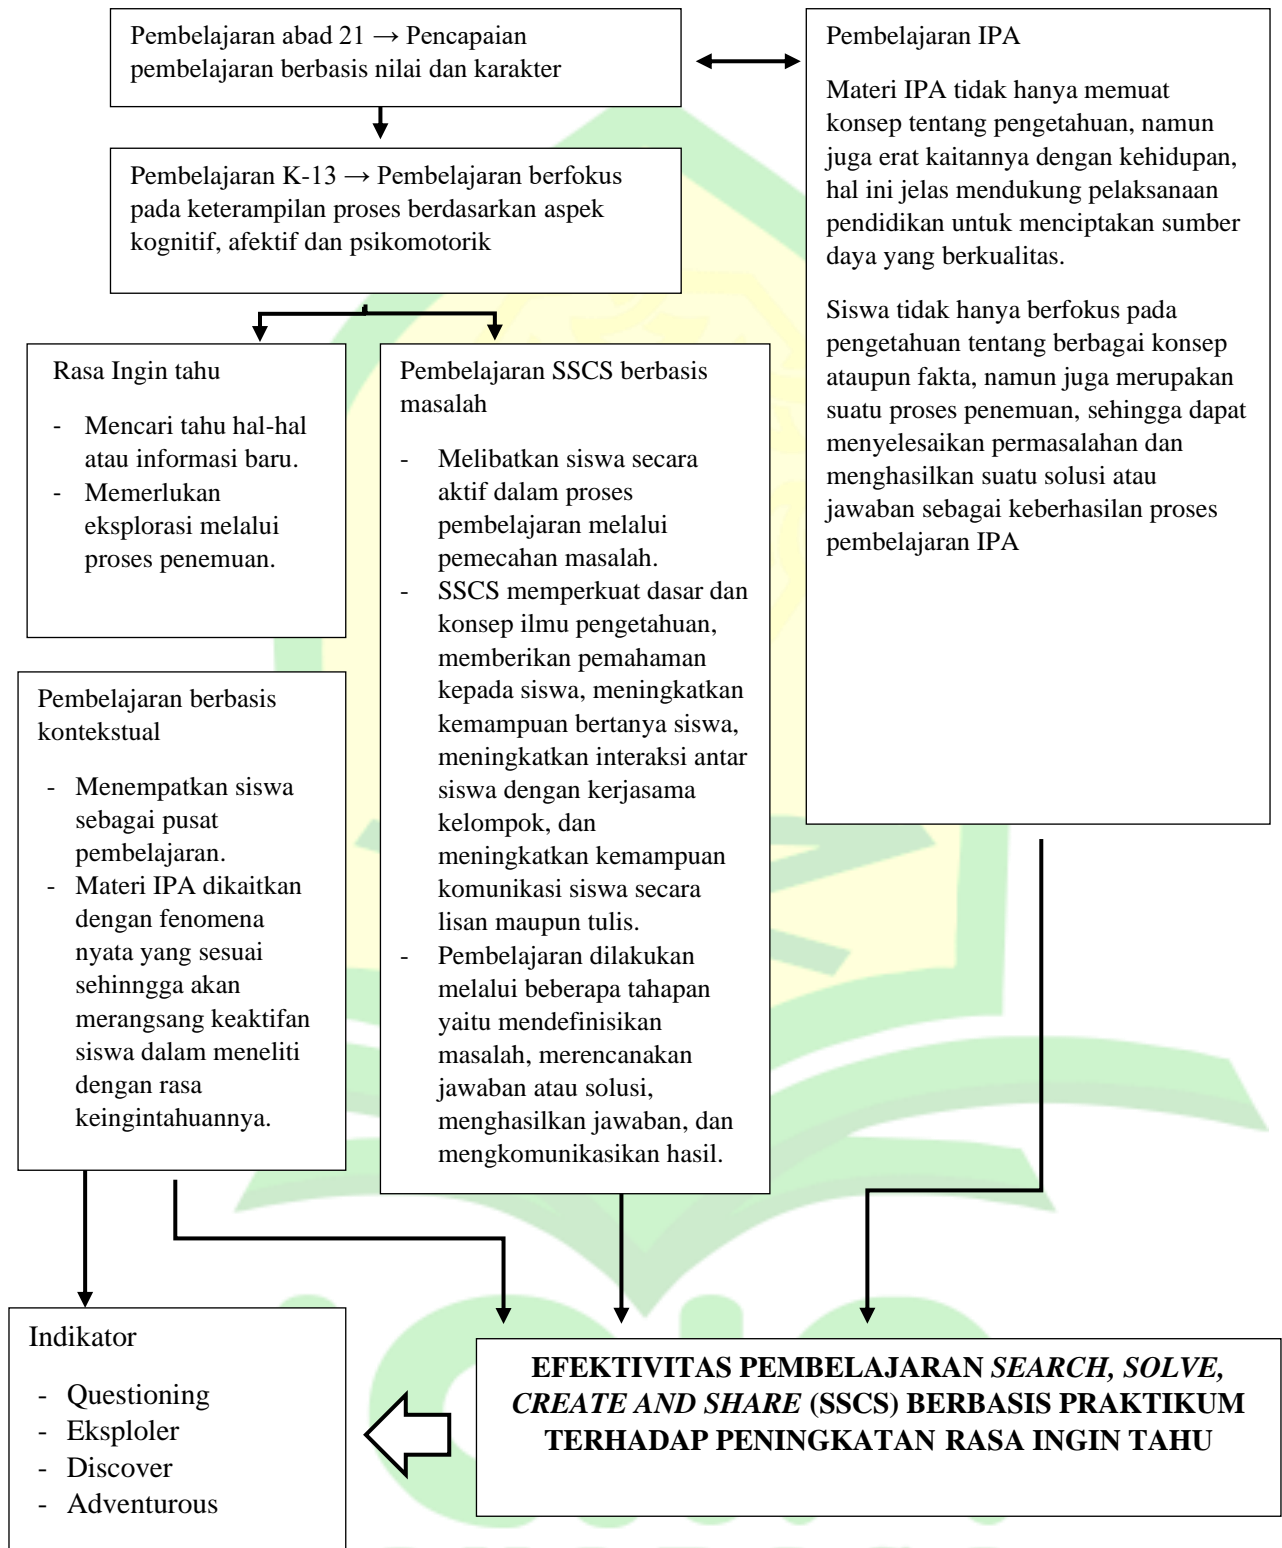 Pembelajaran abad 21 → Pencapaian
pembelajaran berbasis nilai dan karakter
Pembelajaran IPA
Materi IPA tidak hanya memuat
konsep tentang pengetahuan, namun
juga erat kaitannya dengan kehidupan,
hal ini jelas mendukung pelaksanaan
pendidikan untuk menciptakan sumber
daya yang berkualitas.
Siswa tidak hanya berfokus pada
pengetahuan tentang berbagai konsep
ataupun fakta, namun juga merupakan
suatu proses penemuan, sehingga dapat
menyelesaikan permasalahan dan
menghasilkan suatu solusi atau
jawaban sebagai keberhasilan proses
pembelajaran IPA
Pembelajaran K-13 → Pembelajaran berfokus
pada keterampilan proses berdasarkan aspek
kognitif, afektif dan psikomotorik
Rasa Ingin tahu
- Mencari tahu hal-hal
atau informasi baru.
- Memerlukan
eksplorasi melalui
proses penemuan.
Pembelajaran SSCS berbasis
masalah
- Melibatkan siswa secara
aktif dalam proses
pembelajaran melalui
pemecahan masalah.
- SSCS memperkuat dasar dan
konsep ilmu pengetahuan,
memberikan pemahaman
kepada siswa, meningkatkan
kemampuan bertanya siswa,
meningkatkan interaksi antar
siswa dengan kerjasama
kelompok, dan
meningkatkan kemampuan
komunikasi siswa secara
lisan maupun tulis.
- Pembelajaran dilakukan
melalui beberapa tahapan
yaitu mendefinisikan
masalah, merencanakan
jawaban atau solusi,
menghasilkan jawaban, dan
mengkomunikasikan hasil.
Pembelajaran berbasis
kontekstual
- Menempatkan siswa
sebagai pusat
pembelajaran.
- Materi IPA dikaitkan
dengan fenomena
nyata yang sesuai
sehinngga akan
merangsang keaktifan
siswa dalam meneliti
dengan rasa
keingintahuannya.
Indikator
- Questioning
- Eksploler
- Discover
- Adventurous
EFEKTIVITAS PEMBELAJARAN SEARCH, SOLVE,
CREATE AND SHARE (SSCS) BERBASIS PRAKTIKUM
TERHADAP PENINGKATAN RASA INGIN TAHU